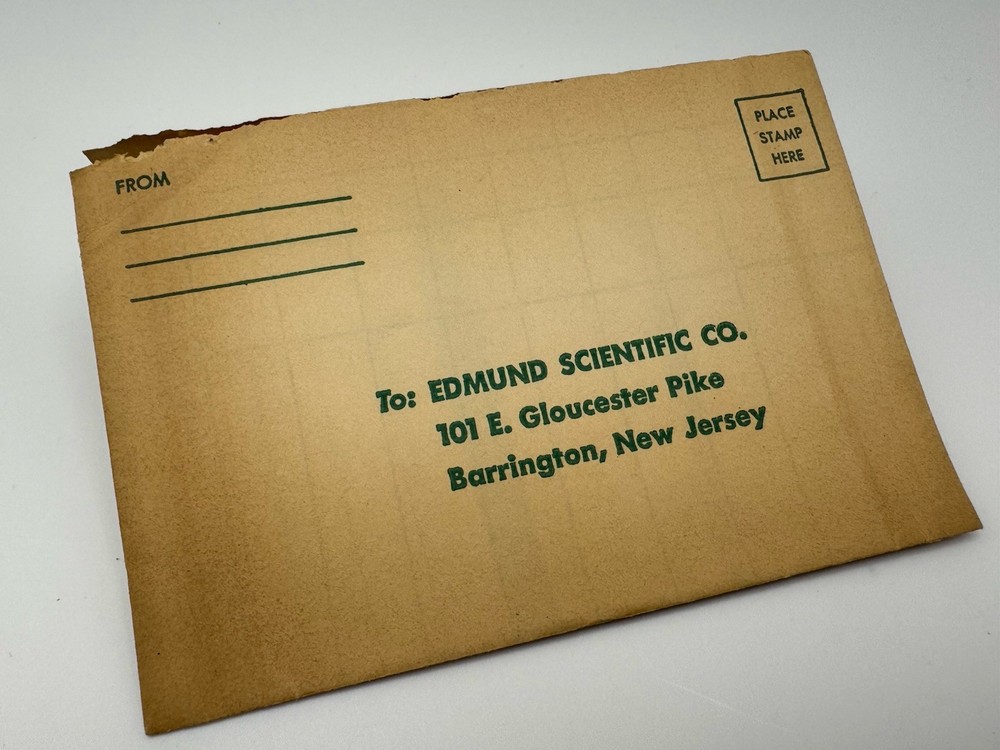 FROM
PLACE
STAMP
HERE
To: EDMUND SCIENTIFIC CO.
101 E. Gloucester Pike
Barrington, New Jersey